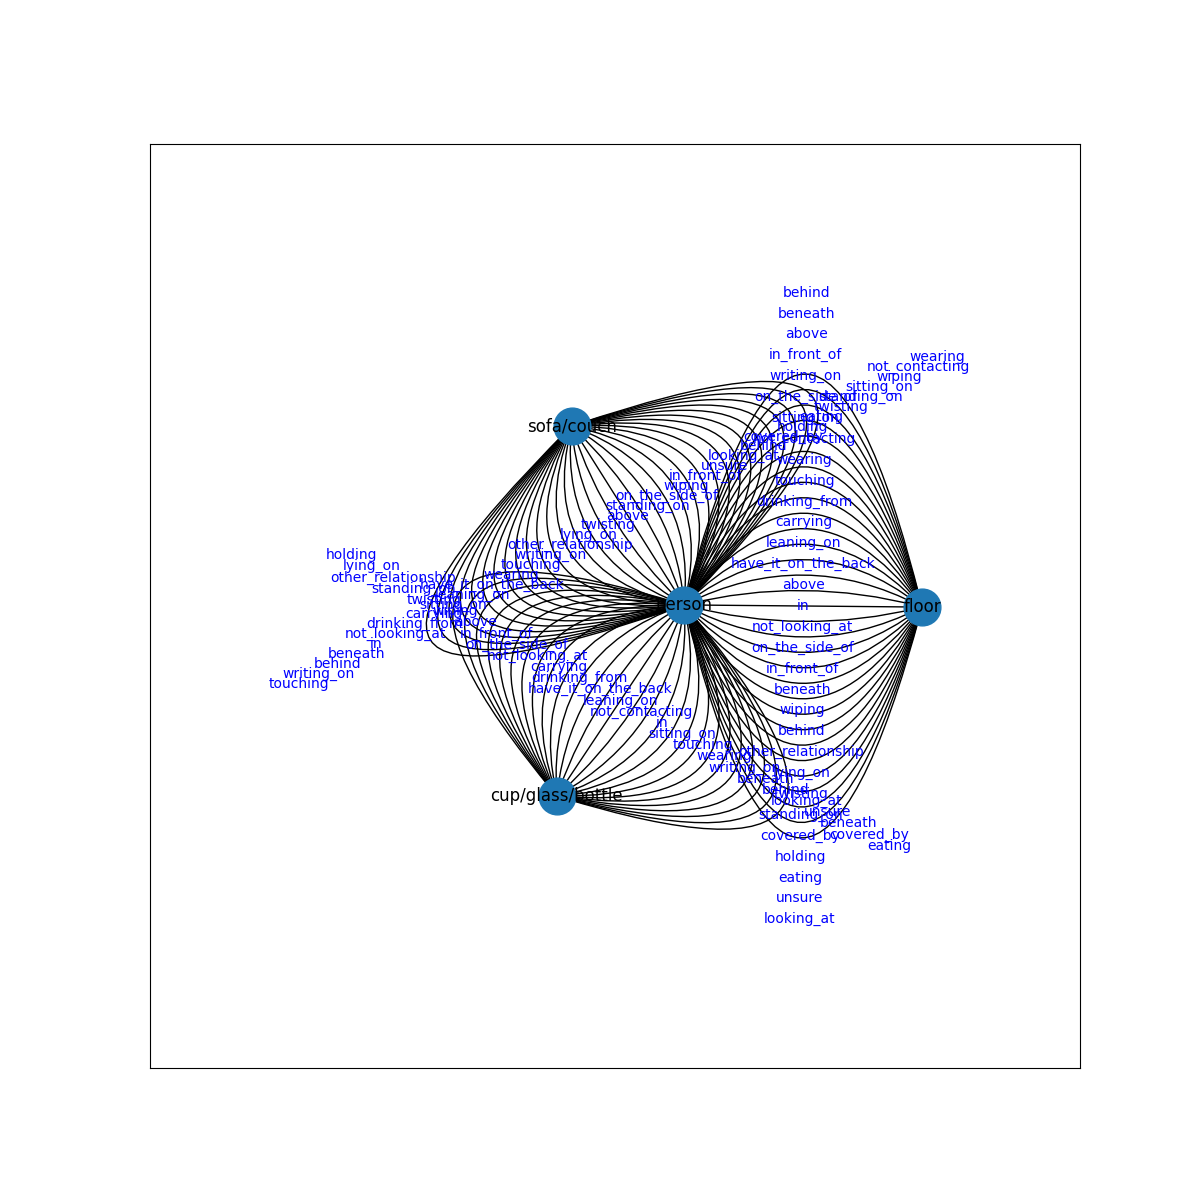 behind
beneath
above
in_front_of
wearing
not_contacting
writing_on
wiping
sitting_on
on_the_side_of
standing_on
twisting
sitting_on
eating
sofa/couch
holding
covered_by
not_contacting
behind
looking_at
wearing
unsure
in_front_of
touching
wiping
on_the_side_of
drinking_from
standing_on
above
carrying
twisting
lying_on
leaning_on
other_relationship
writing_on
holding
touching
have_it_on_the_back
lying_on
wearing
other_relationship
have_it_on_the_back
above
standing_on
leaning_on
twisting
sitting_on
person
in
floor
carrying
wiping
drinking_from
above
not_looking_at
not_looking_at
in_front_of
in
on_the_side_of
on_the_side_of
beneath
not_looking_at
behind
carrying
in_front_of
writing_on
drinking_from
touching
have_it_on_the_back
beneath
leaning_on
not_contacting
wiping
in
sitting_on
behind
touching
other_relationship
wearing
writing_on
lying_on
beneath
behind
twisting
cup/glass/bottle
looking_at
unsure
standing_on
beneath
covered_by
covered_by
eating
holding
eating
unsure
looking_at